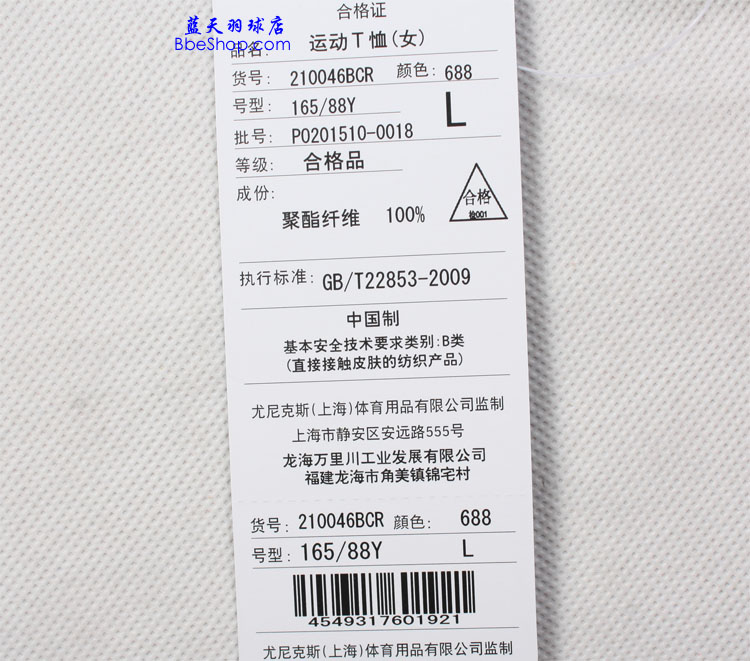 合格证
蓝天羽球店
BbeShop.com
品名: 运动T恤(女)
货号: 210046BCR 颜色: 688
号型: 165/88Y L
批号: PO201510-0018
等级: 合格品
成份:
合格
检001
聚酯纤维 100%
执行标准: GB/T22853-2009
中国制
基本安全技术要求类别:B类
(直接接触皮肤的纺织产品)
尤尼克斯(上海)体育用品有限公司监制
上海市静安区安远路555号
龙海万里川工业发展有限公司
福建龙海市角美镇锦宅村
货号: 210046BCR 顔色: 688
号型: 165/88Y L
4549317601921
尤尼克斯(上海)体育用品有限公司监制